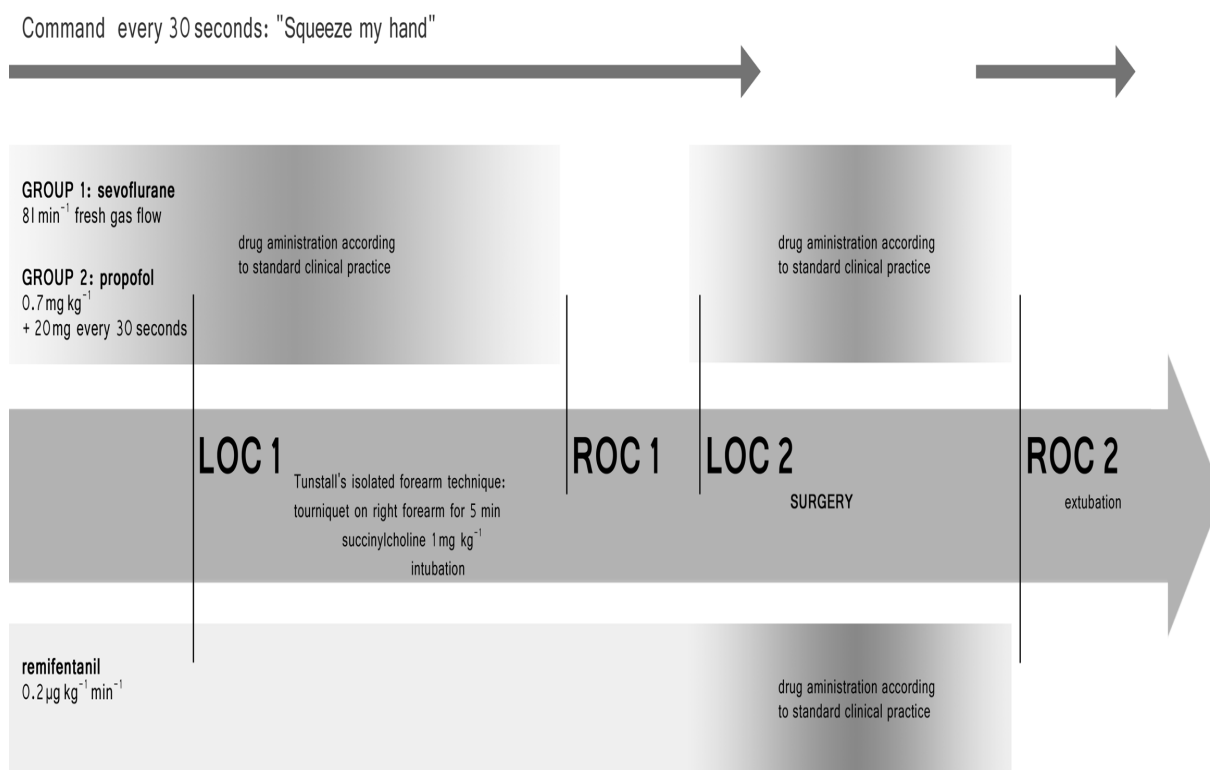 Command every 30 seconds: "Squeeze my hand"
GROUP 1: sevoflurane
8 l min⁻¹ fresh gas flow
GROUP 2: propofol
0.7 mg kg⁻¹
+ 20 mg every 30 seconds
drug aministration according
to standard clinical practice
drug aministration according
to standard clinical practice
LOC 1
Tunstall's isolated forearm technique:
tourniquet on right forearm for 5 min
succinylcholine 1 mg kg⁻¹
intubation
ROC 1
LOC 2
SURGERY
ROC 2
extubation
remifentanil
0.2 µg kg⁻¹ min⁻¹
drug aministration according
to standard clinical practice